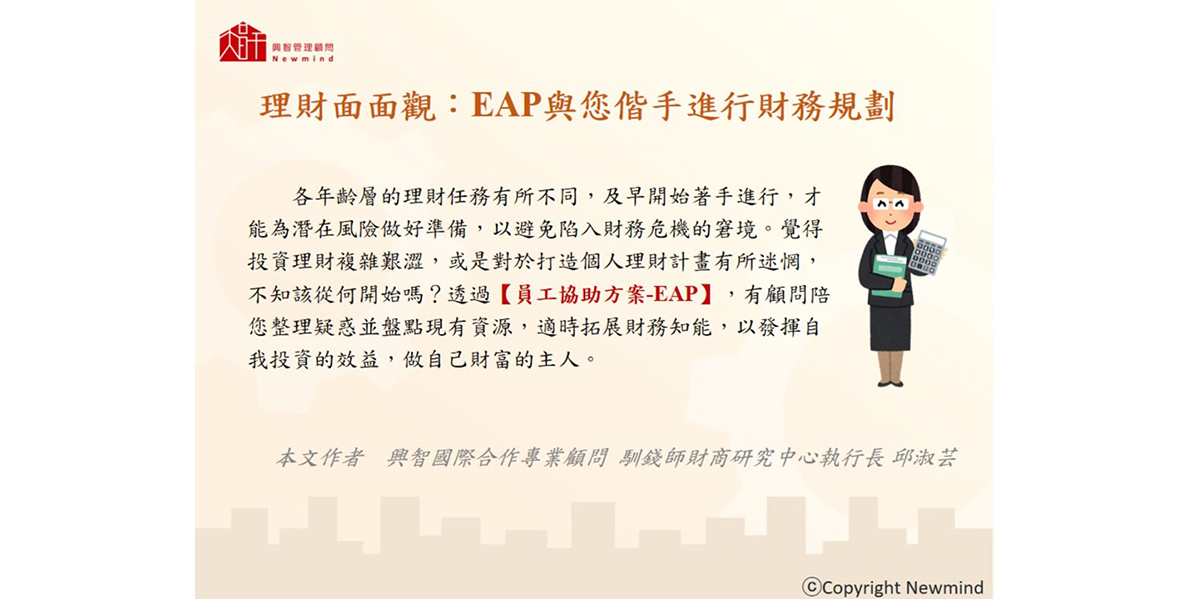 興智管理顧問
Newmind
理財面面觀：EAP與您偕手進行財務規劃
各年齡層的理財任務有所不同，及早開始著手進行，才
能為潛在風險做好準備，以避免陷入財務危機的窘境。覺得
投資理財複雜艱澀，或是對於打造個人理財計畫有所迷惘，
不知該從何開始嗎？透過【員工協助方案-EAP】，有顧問陪
您整理疑惑並盤點現有資源，適時拓展財務知能，以發揮自
我投資的效益，做自己財富的主人。
本文作者　興智國際合作專業顧問 馴錢師財商研究中心執行長 邱淑芸
ⓒCopyright Newmind